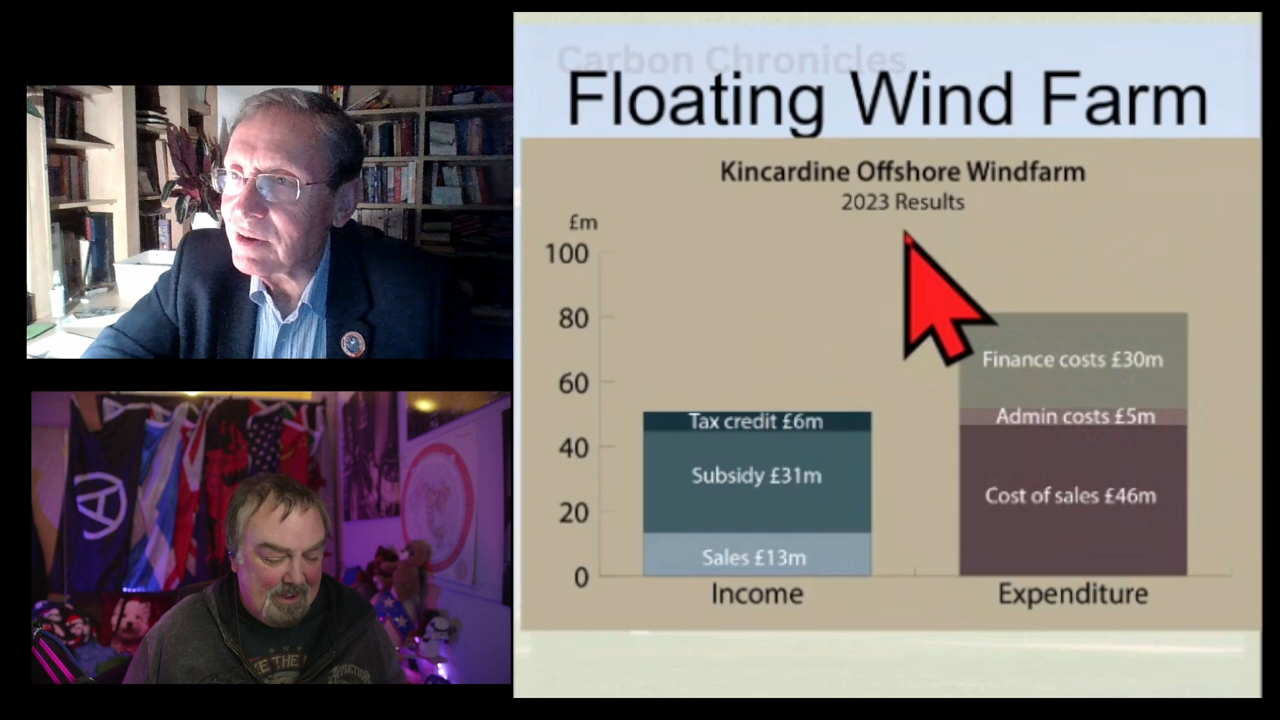 Carbon Chronicles
Floating Wind Farm
Kincardine Offshore Windfarm
2023 Results
£m
100
80
60
40
20
0
Tax credit £6m
Subsidy £31m
Sales £13m
Finance costs £30m
Admin costs £5m
Cost of sales £46m
Income
Expenditure